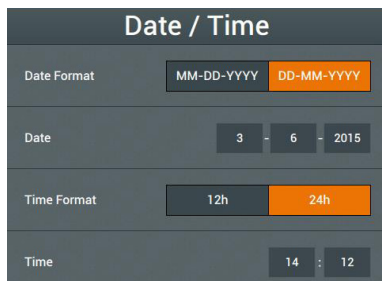 Date / Time
Date Format MM-DD-YYYY DD-MM-YYYY
Date 3 - 6 - 2015
Time Format 12h 24h
Time 14 : 12